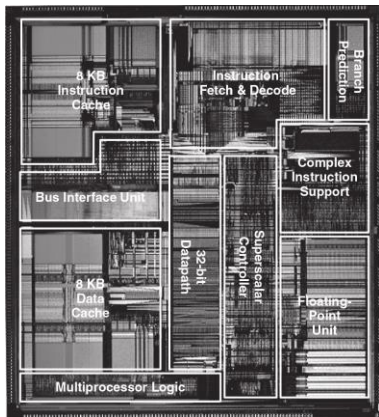 8 KB
Instruction
Cache
Instruction
Fetch & Decode
Branch
Prediction
Bus Interface Unit
Complex
Instruction
Support
8 KB
Data
Cache
32-bit
Datapath
Superscalar
Controller
Floating-
Point
Unit
Multiprocessor Logic